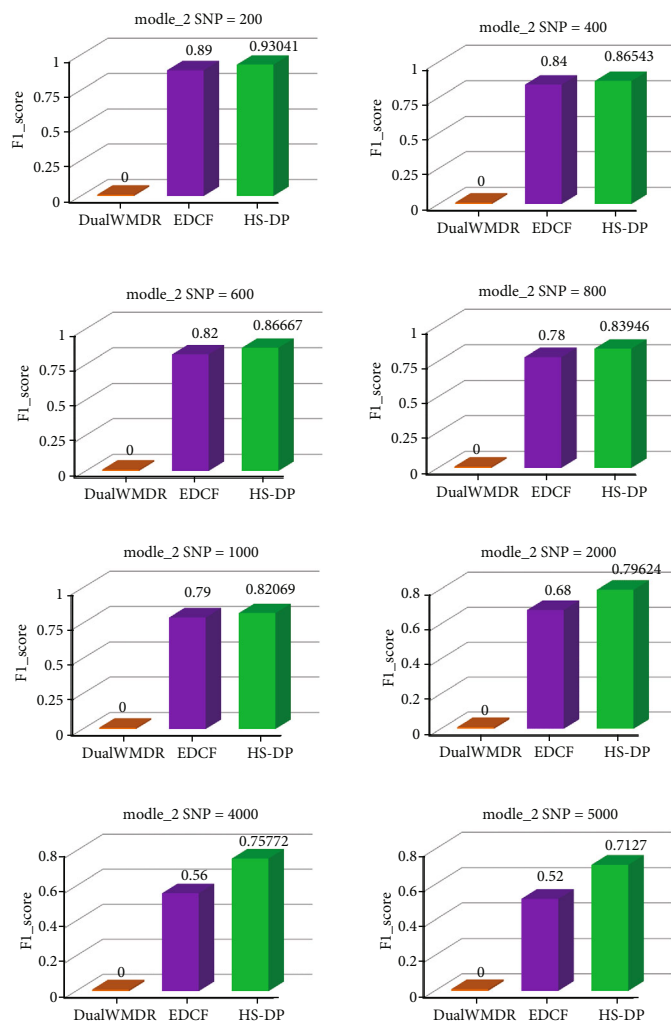 modle_2 SNP = 200
F1_score
1
0.75
0.5
0.25
0
0
0.89
0.93041
DualWMDR EDCF HS-DP
modle_2 SNP = 400
F1_score
1
0.75
0.5
0.25
0
0
0.84
0.86543
DualWMDR EDCF HS-DP
modle_2 SNP = 600
F1_score
1
0.75
0.5
0.25
0
0
0.82
0.86667
DualWMDR EDCF HS-DP
modle_2 SNP = 800
F1_score
1
0.75
0.5
0.25
0
0
0.78
0.83946
DualWMDR EDCF HS-DP
modle_2 SNP = 1000
F1_score
1
0.75
0.5
0.25
0
0
0.79
0.82069
DualWMDR EDCF HS-DP
modle_2 SNP = 2000
F1_score
0.8
0.6
0.4
0.2
0
0
0.68
0.79624
DualWMDR EDCF HS-DP
modle_2 SNP = 4000
F1_score
0.8
0.6
0.4
0.2
0
0
0.56
0.75772
DualWMDR EDCF HS-DP
modle_2 SNP = 5000
F1_score
0.8
0.6
0.4
0.2
0
0
0.52
0.7127
DualWMDR EDCF HS-DP